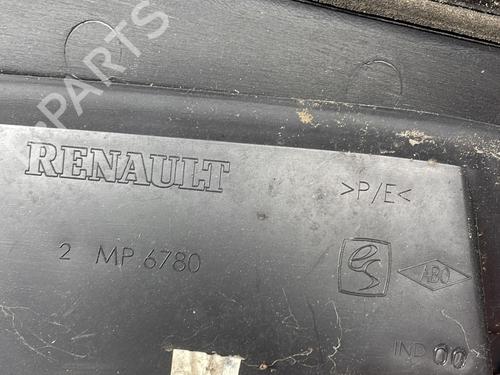 B-PARTS
RENAULT
>P/E<
2 MP 6780
ABO
IND 00